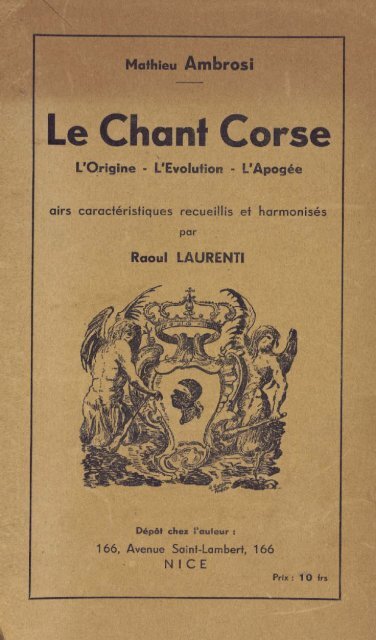 Mathieu Ambrosi
Le Chant Corse
L'Origine - L'Evolution - L'Apogée
airs caractéristiques recueillis et harmonisés
par
Raoul LAURENTI
Dépôt chez l'auteur :
166, Avenue Saint-Lambert, 166
NICE
Prix : 10 frs